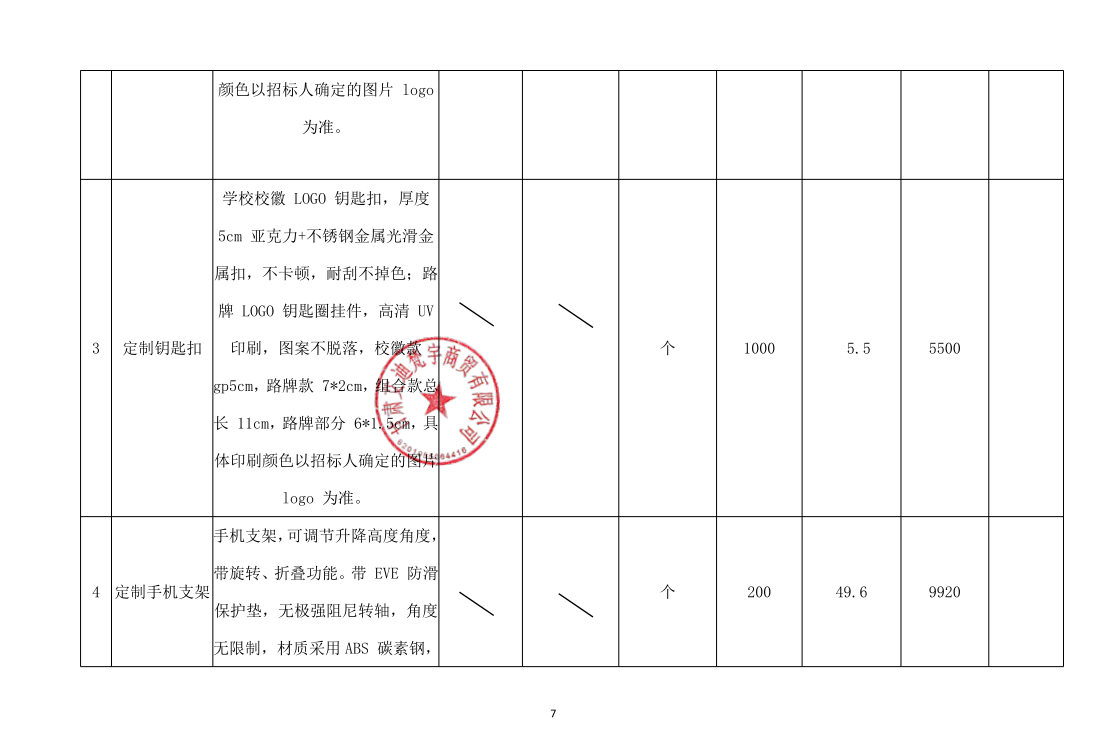 颜色以招标人确定的图片 logo
为准。
3
定制钥匙扣
学校校徽 LOGO 钥匙扣，厚度
5cm 亚克力+不锈钢金属光滑金
属扣，不卡顿，耐刮不掉色；路
牌 LOGO 钥匙圈挂件，高清 UV
印刷，图案不脱落，校徽款
gp5cm，路牌款 7*2cm，组合款总
长 11cm，路牌部分 6*1.5cm，具
体印刷颜色以招标人确定的图片
logo 为准。
个
1000
5.5
5500
迪梵宇商贸有限公司
4
定制手机支架
手机支架，可调节升降高度角度，
带旋转、折叠功能。带 EVE 防滑
保护垫，无极强阻尼转轴，角度
无限制，材质采用 ABS 碳素钢，
个
200
49.6
9920
7